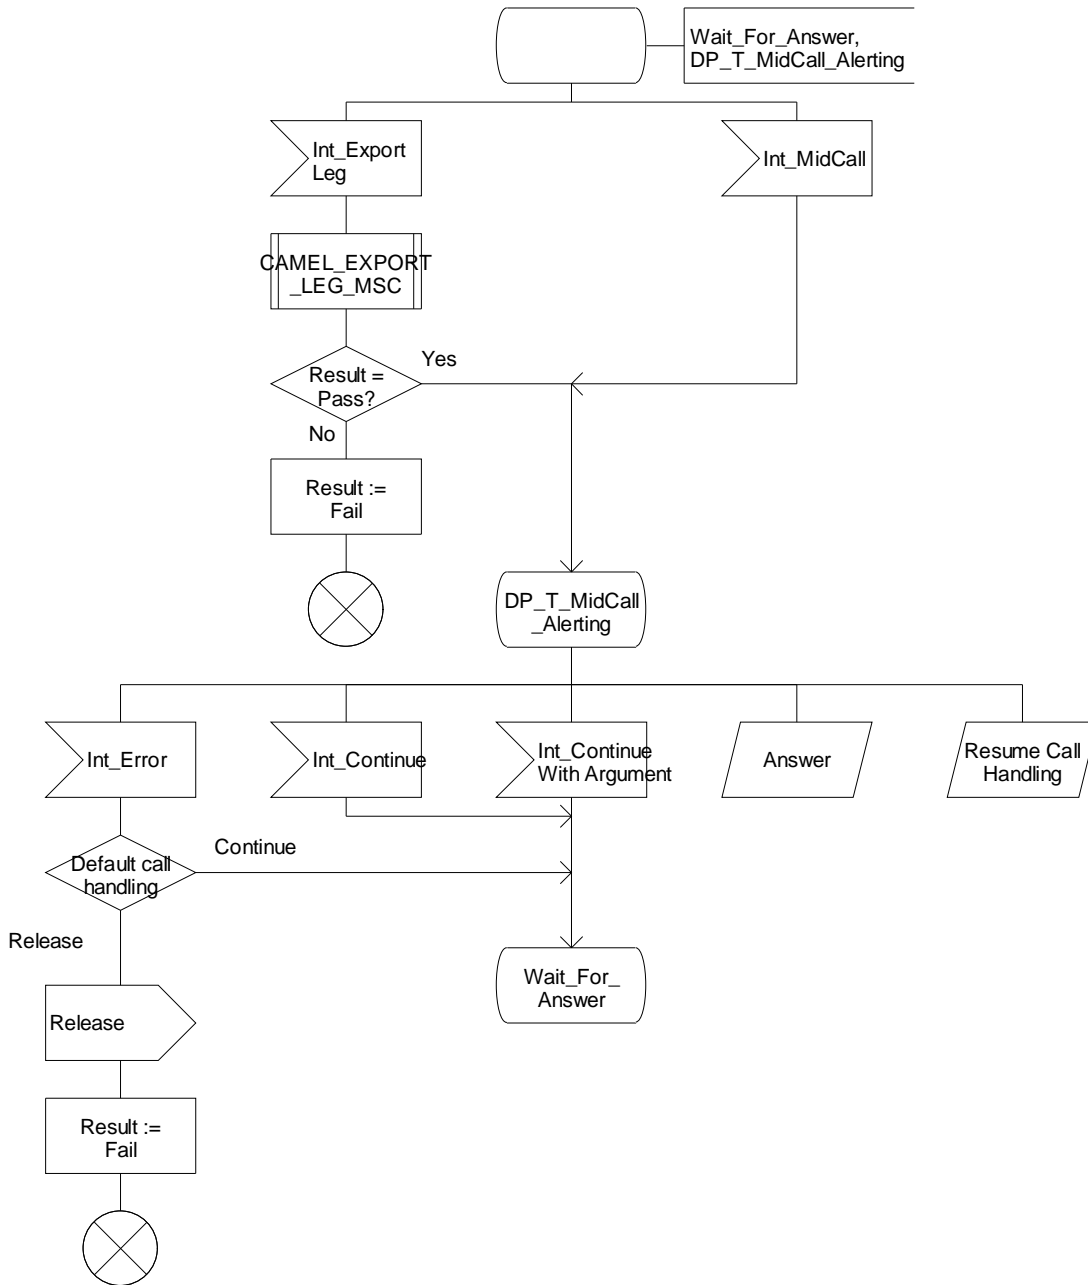 Wait_For_Answer,
DP_T_MidCall_Alerting
Int_Export
Leg
Int_MidCall
CAMEL_EXPORT
_LEG_MSC
Yes
Result =
Pass?
No
Result :=
Fail
DP_T_MidCall
_Alerting
Int_Error
Int_Continue
Int_Continue
With Argument
Answer
Resume Call
Handling
Continue
Default call
handling
Release
Wait_For_
Answer
Release
Result :=
Fail